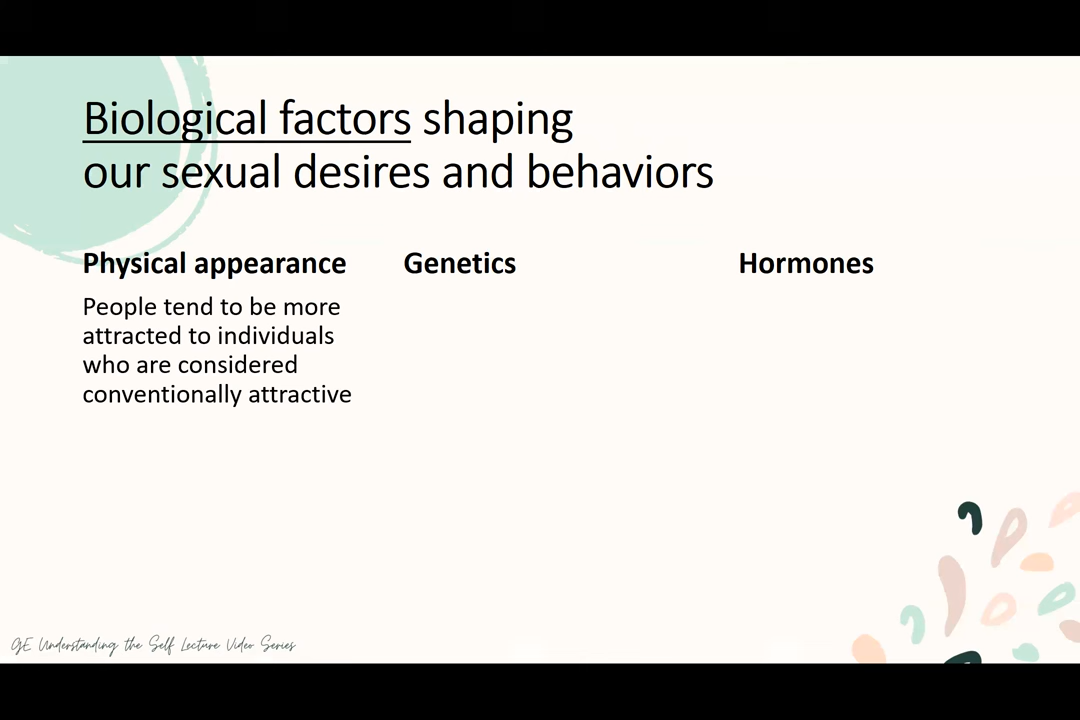 Biological factors shaping
our sexual desires and behaviors
Physical appearance
People tend to be more
attracted to individuals
who are considered
conventionally attractive
Genetics
Hormones
GE Understanding the Self Lecture Video Series